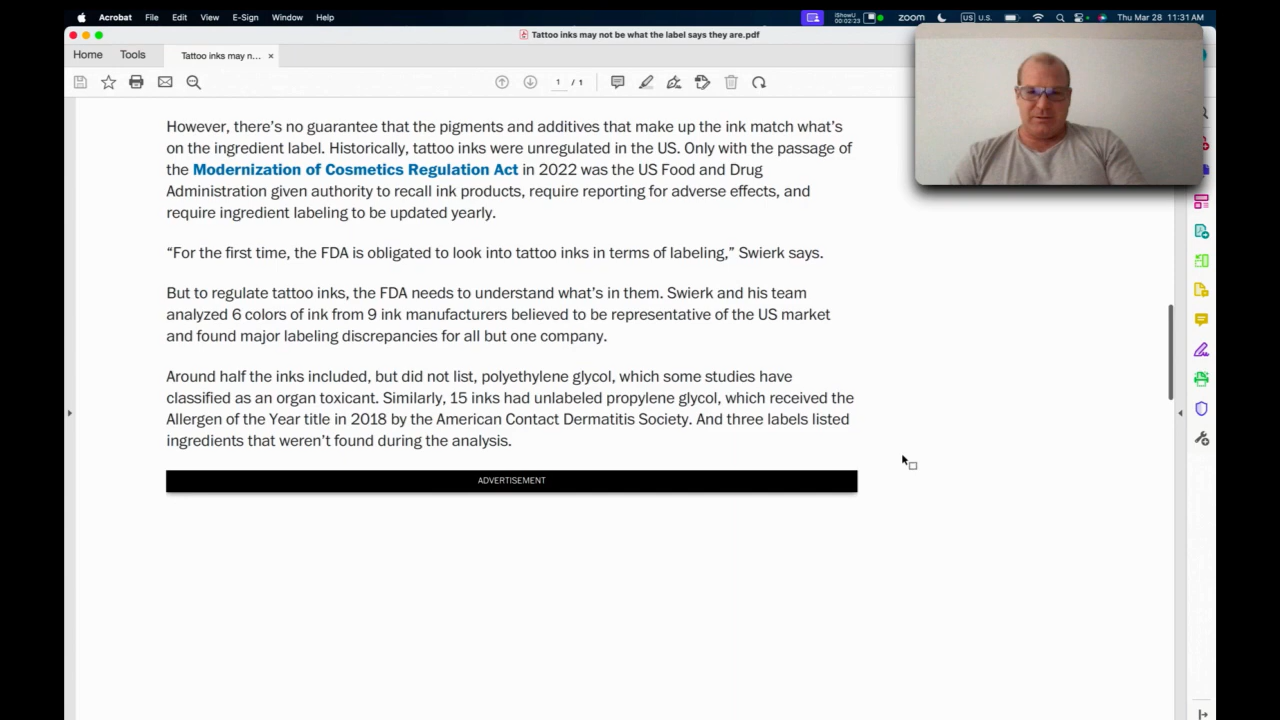 Acrobat File Edit View E-Sign Window Help
iShowU
00:02:23
zoom
US U.S.
Thu Mar 28 11:31 AM
Tattoo inks may not be what the label says they are.pdf
Home Tools Tattoo inks may n... ×
1 / 1
However, there’s no guarantee that the pigments and additives that make up the ink match what’s
on the ingredient label. Historically, tattoo inks were unregulated in the US. Only with the passage of
the Modernization of Cosmetics Regulation Act in 2022 was the US Food and Drug
Administration given authority to recall ink products, require reporting for adverse effects, and
require ingredient labeling to be updated yearly.
“For the first time, the FDA is obligated to look into tattoo inks in terms of labeling,” Swierk says.
But to regulate tattoo inks, the FDA needs to understand what’s in them. Swierk and his team
analyzed 6 colors of ink from 9 ink manufacturers believed to be representative of the US market
and found major labeling discrepancies for all but one company.
Around half the inks included, but did not list, polyethylene glycol, which some studies have
classified as an organ toxicant. Similarly, 15 inks had unlabeled propylene glycol, which received the
Allergen of the Year title in 2018 by the American Contact Dermatitis Society. And three labels listed
ingredients that weren’t found during the analysis.
ADVERTISEMENT